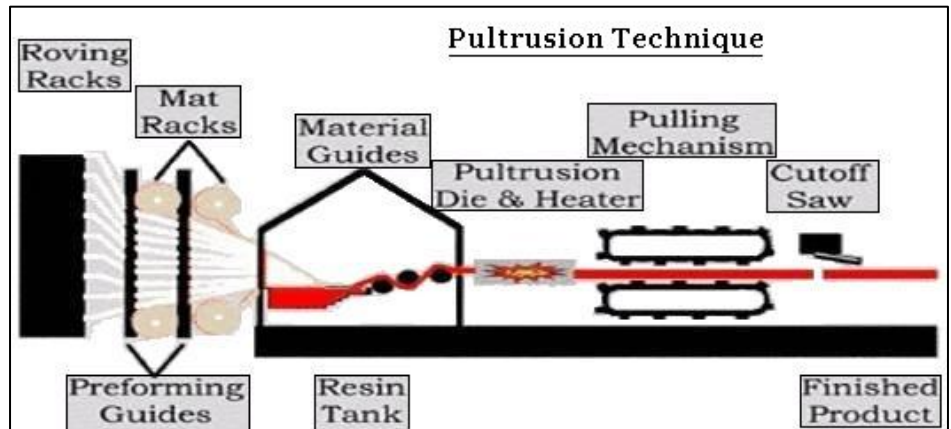 Pultrusion Technique
Roving
Racks
Mat
Racks
Material
Guides
Pulling
Mechanism
Pultrusion
Die & Heater
Cutoff
Saw
Preforming
Guides
Resin
Tank
Finished
Product